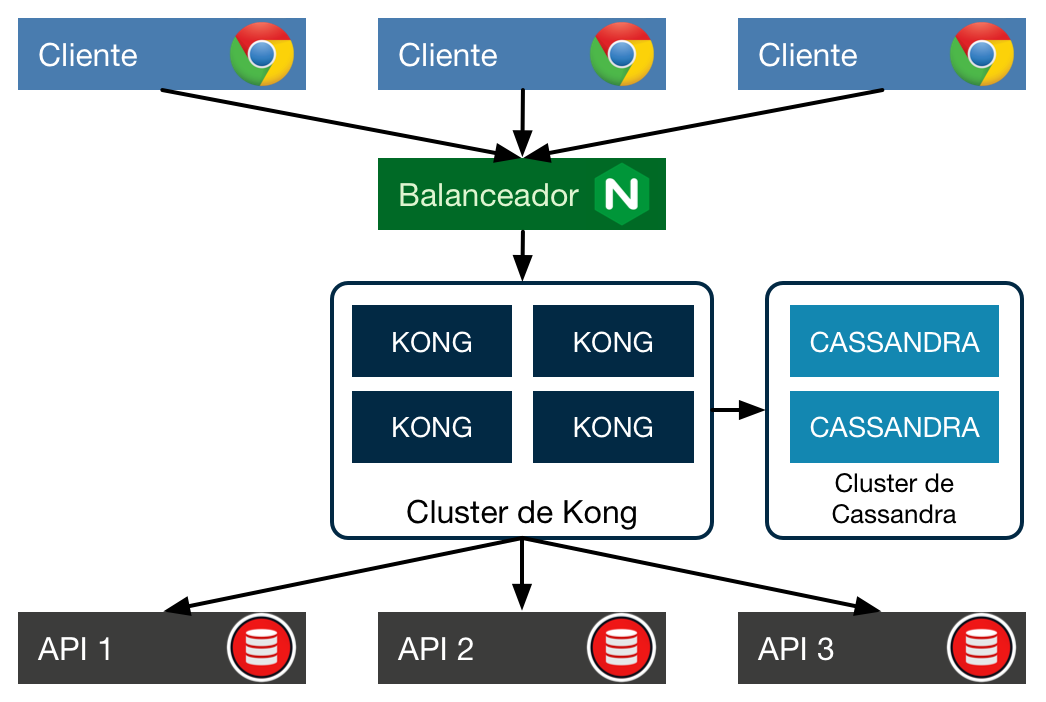 Cliente
Cliente
Cliente
Balanceador N
KONG
KONG
CASSANDRA
KONG
KONG
CASSANDRA
Cluster de Kong
Cluster de
Cassandra
API 1
API 2
API 3